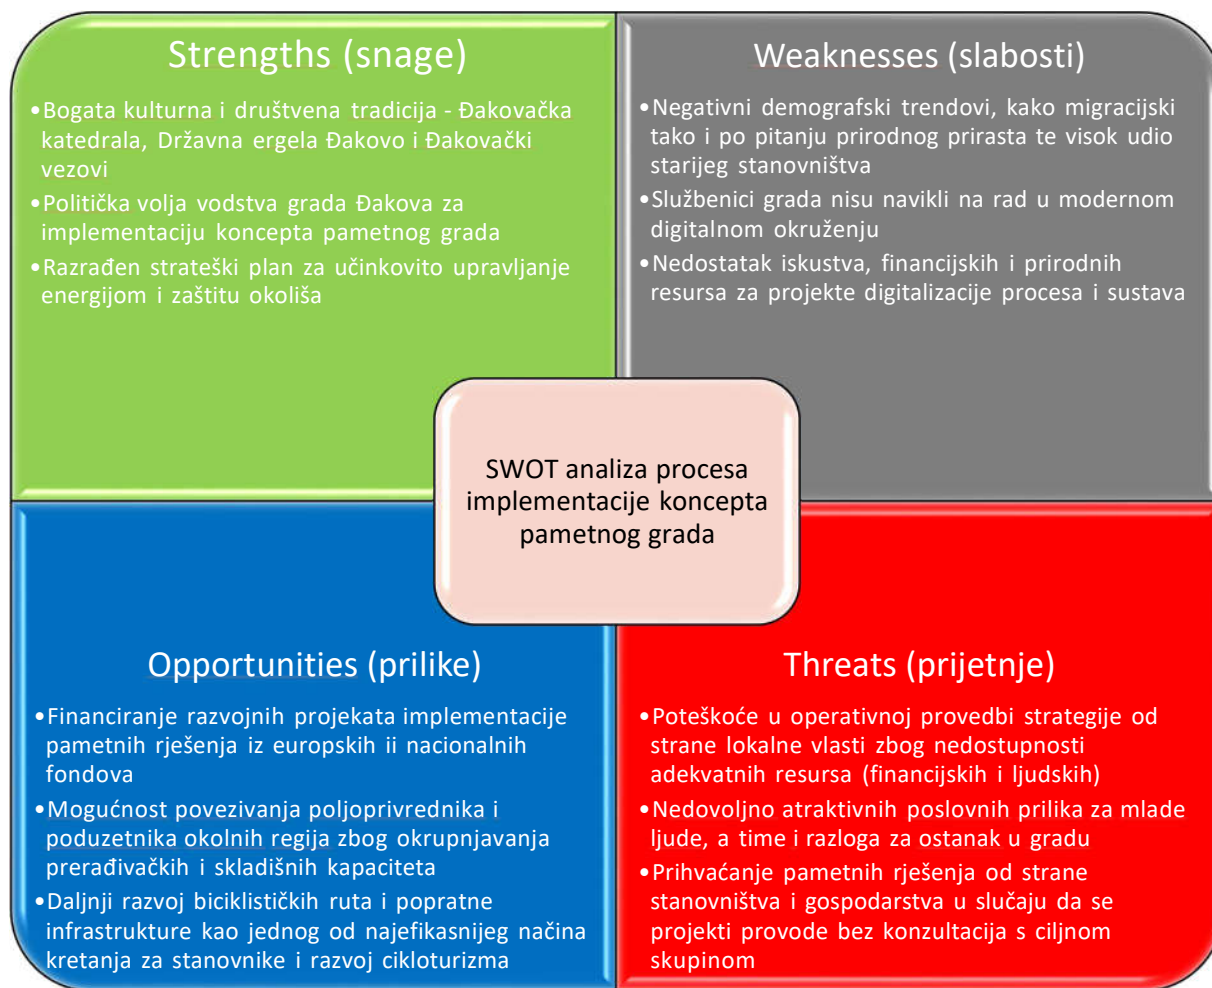 Strengths (snage)
•Bogata kulturna i društvena tradicija - Đakovačka
katedrala, Državna ergela Đakovo i Đakovački
vezovi
•Politička volja vodstva grada Đakova za
implementaciju koncepta pametnog grada
•Razrađen strateški plan za učinkovito upravljanje
energijom i zaštitu okoliša
Weaknesses (slabosti)
•Negativni demografski trendovi, kako migracijski
tako i po pitanju prirodnog prirasta te visok udio
starijeg stanovništva
•Službenici grada nisu navikli na rad u modernom
digitalnom okruženju
•Nedostatak iskustva, financijskih i prirodnih
resursa za projekte digitalizacije procesa i sustava
SWOT analiza procesa
implementacije koncepta
pametnog grada
Opportunities (prilike)
•Financiranje razvojnih projekata implementacije
pametnih rješenja iz europskih ii nacionalnih
fondova
•Mogućnost povezivanja poljoprivrednika i
poduzetnika okolnih regija zbog okrupnjavanja
prerađivačkih i skladišnih kapaciteta
•Daljnji razvoj biciklističkih ruta i popratne
infrastrukture kao jednog od najefikasnijeg načina
kretanja za stanovnike i razvoj cikloturizma
Threats (prijetnje)
•Poteškoće u operativnoj provedbi strategije od
strane lokalne vlasti zbog nedostupnosti
adekvatnih resursa (financijskih i ljudskih)
•Nedovoljno atraktivnih poslovnih prilika za mlade
ljude, a time i razloga za ostanak u gradu
•Prihvaćanje pametnih rješenja od strane
stanovništva i gospodarstva u slučaju da se
projekti provode bez konzultacija s ciljnom
skupinom